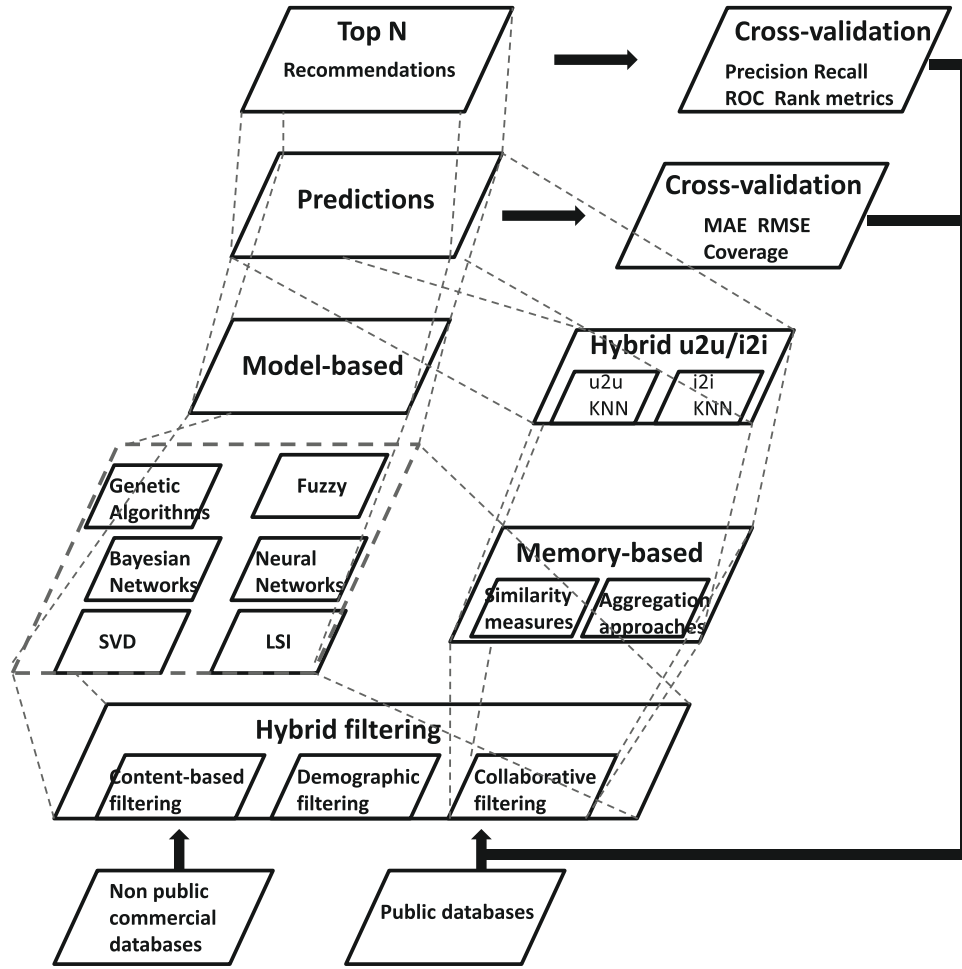 Top N
Recommendations
Cross-validation
Precision Recall
ROC Rank metrics
Predictions
Cross-validation
MAE RMSE
Coverage
Model-based
Hybrid u2u/i2i
u2u
KNN
i2i
KNN
Genetic
Algorithms
Fuzzy
Bayesian
Networks
Neural
Networks
SVD
LSI
Memory-based
Similarity
measures
Aggregation
approaches
Hybrid filtering
Content-based
filtering
Demographic
filtering
Collaborative
filtering
Non public
commercial
databases
Public databases